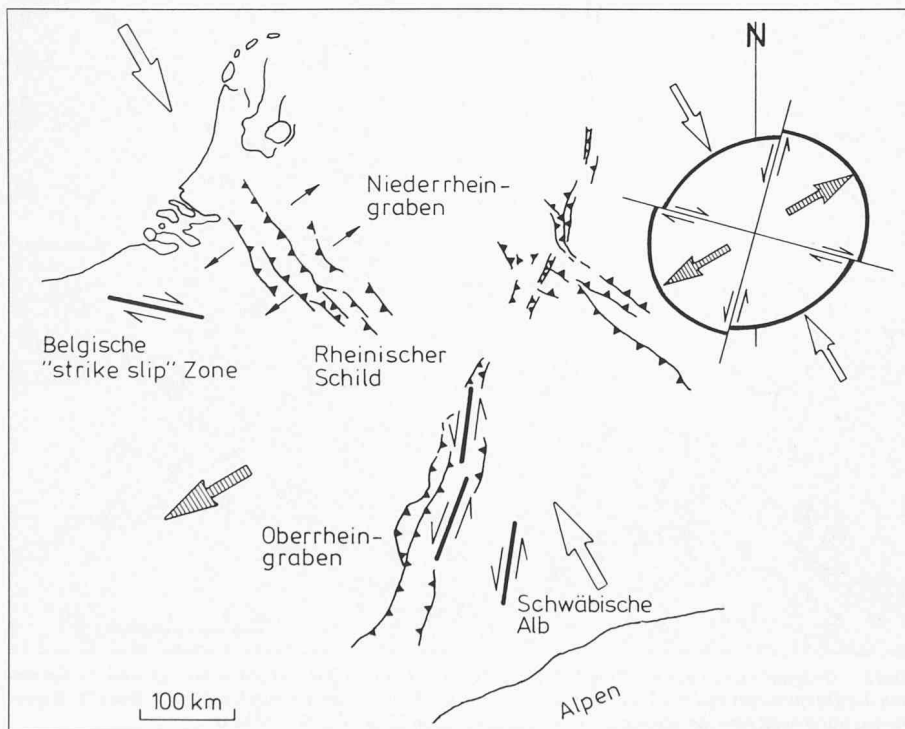 N
Niederrhein-
graben
Belgische
"strike slip" Zone
Rheinischer
Schild
Oberrhein-
graben
Schwäbische
Alb
Alpen
100 km